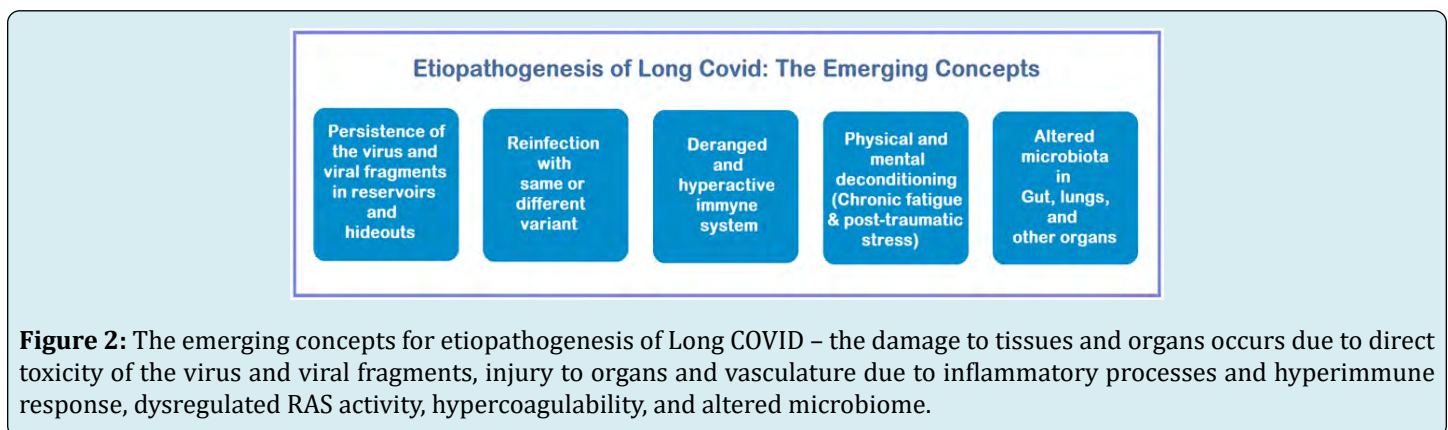 Etiopathogenesis of Long Covid: The Emerging Concepts
Persistence of
the virus and
viral fragments
in reservoirs
and
hideouts
Reinfection
with
same or
different
variant
Deranged
and
hyperactive
immyne
system
Physical and
mental
deconditioning
(Chronic fatigue
& post-traumatic
stress)
Altered
microbiota
in
Gut, lungs,
and
other organs
Figure 2: The emerging concepts for etiopathogenesis of Long COVID – the damage to tissues and organs occurs due to direct
toxicity of the virus and viral fragments, injury to organs and vasculature due to inflammatory processes and hyperimmune
response, dysregulated RAS activity, hypercoagulability, and altered microbiome.